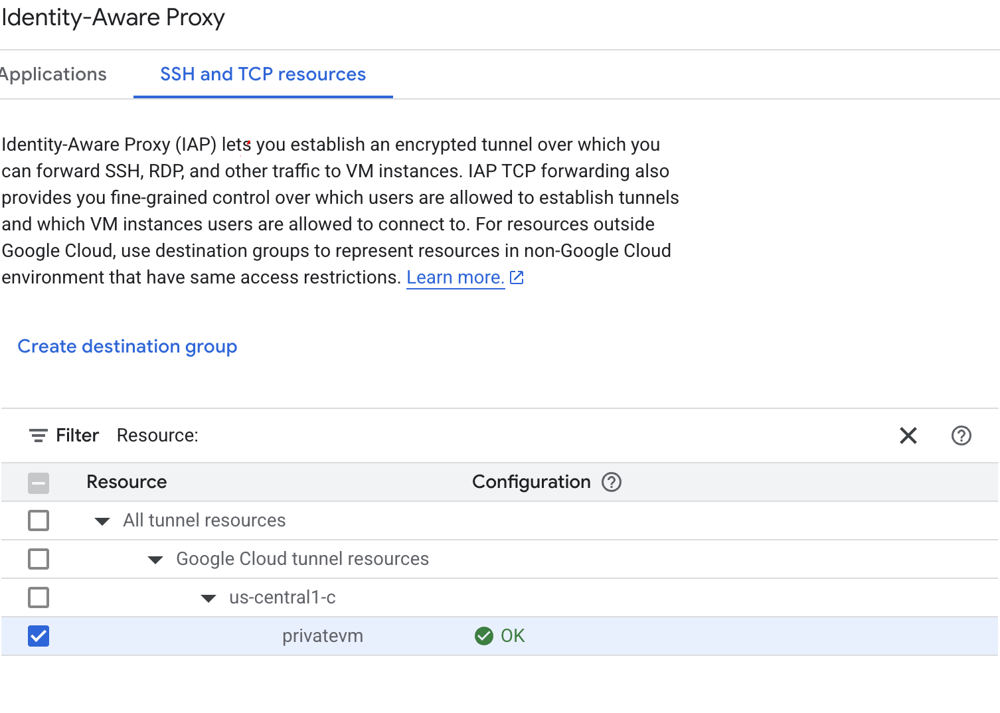 Identity-Aware Proxy
Applications SSH and TCP resources
Identity-Aware Proxy (IAP) lets you establish an encrypted tunnel over which you
can forward SSH, RDP, and other traffic to VM instances. IAP TCP forwarding also
provides you fine-grained control over which users are allowed to establish tunnels
and which VM instances users are allowed to connect to. For resources outside
Google Cloud, use destination groups to represent resources in non-Google Cloud
environment that have same access restrictions. Learn more.
Create destination group
Filter Resource:
Resource Configuration
All tunnel resources
Google Cloud tunnel resources
us-central1-c
privatevm OK